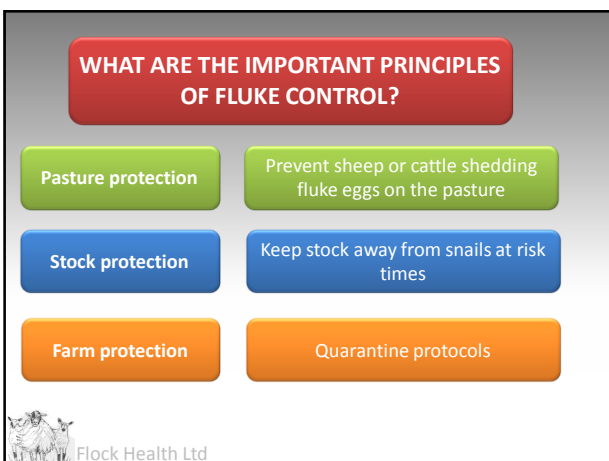 WHAT ARE THE IMPORTANT PRINCIPLES
OF FLUKE CONTROL?
Pasture protection
Prevent sheep or cattle shedding
fluke eggs on the pasture
Stock protection
Keep stock away from snails at risk
times
Farm protection
Quarantine protocols
Flock Health Ltd